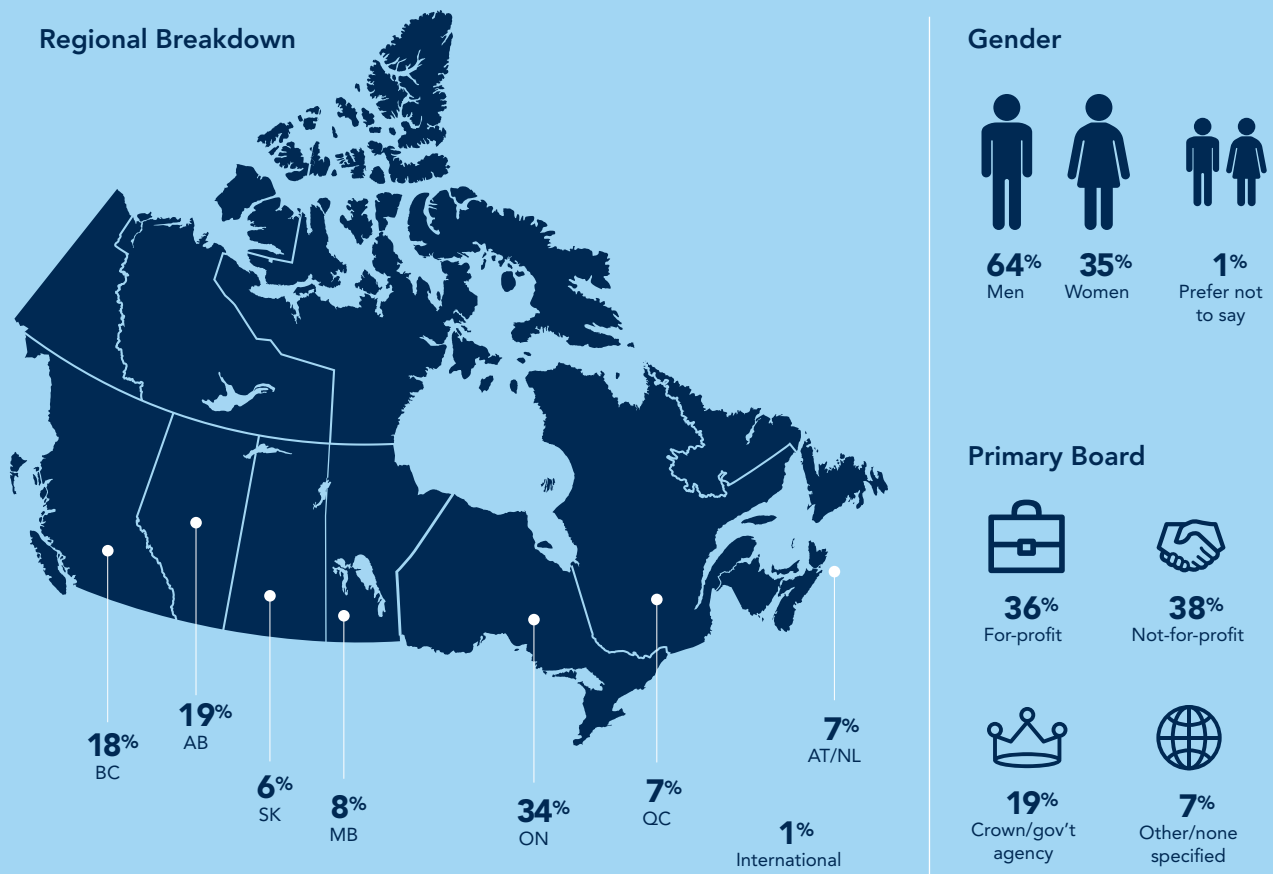 Regional Breakdown
18%
BC
19%
AB
6%
SK
8%
MB
34%
ON
7%
QC
7%
AT/NL
1%
International
Gender
64%
Men
35%
Women
1%
Prefer not
to say
Primary Board
36%
For-profit
38%
Not-for-profit
19%
Crown/gov't
agency
7%
Other/none
specified